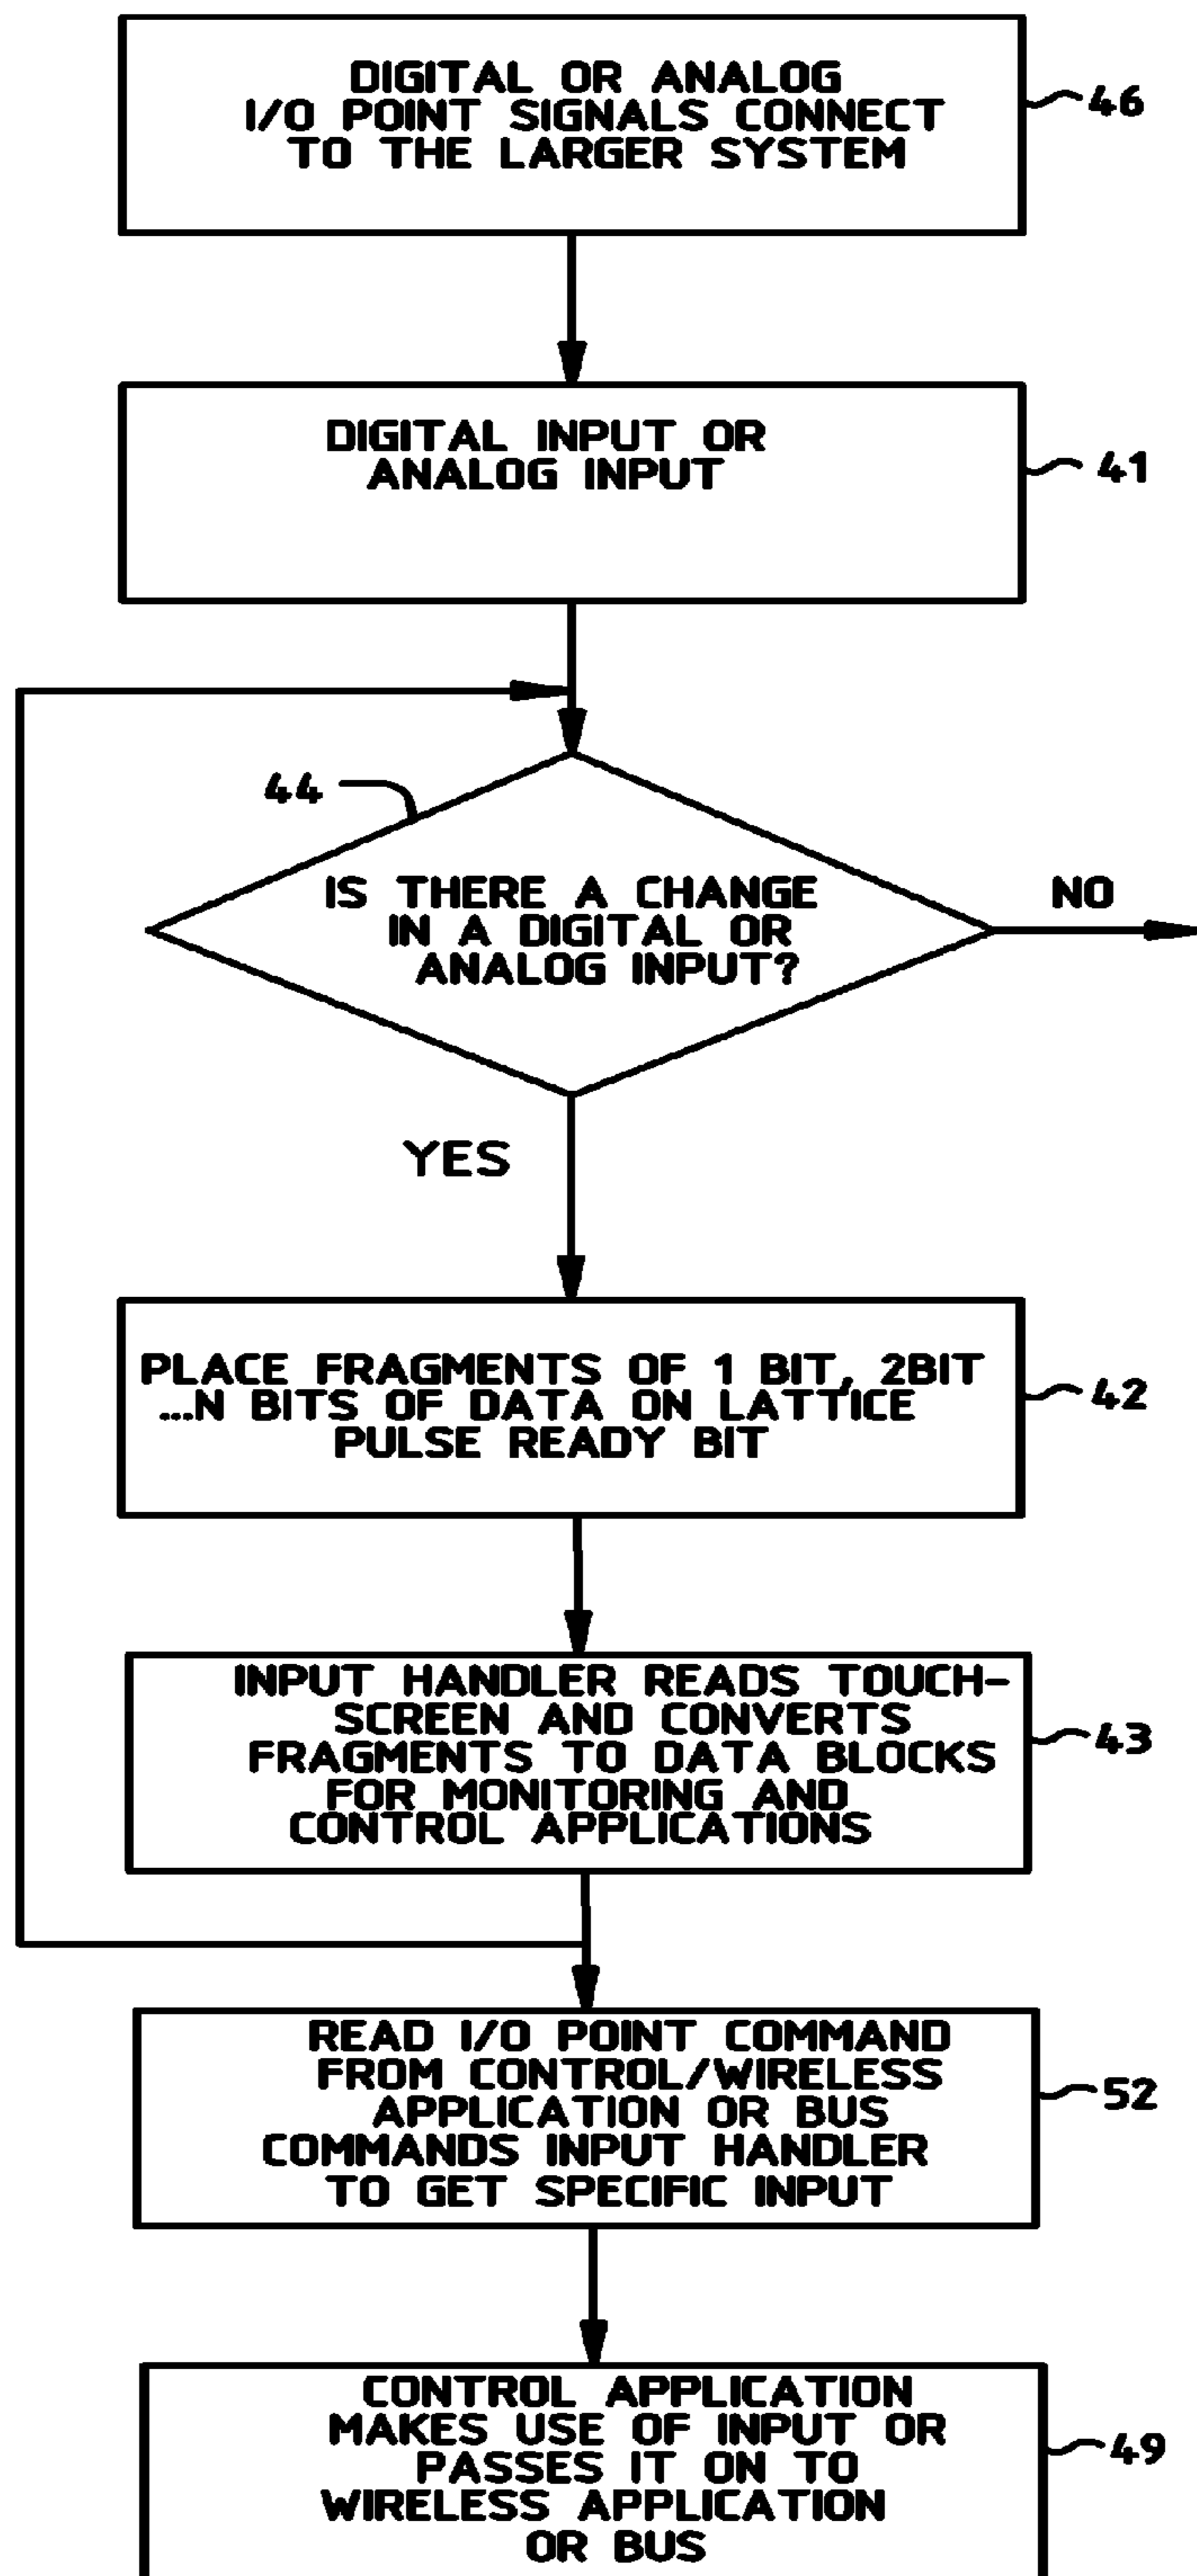 DIGITAL OR ANALOG
I/O POINT SIGNALS CONNECT
TO THE LARGER SYSTEM
46
DIGITAL INPUT OR
ANALOG INPUT
41
44
IS THERE A CHANGE
IN A DIGITAL OR
ANALOG INPUT?
NO
YES
PLACE FRAGMENTS OF 1 BIT, 2BIT
...N BITS OF DATA ON LATTICE
PULSE READY BIT
42
INPUT HANDLER READS TOUCH-
SCREEN AND CONVERTS
FRAGMENTS TO DATA BLOCKS
FOR MONITORING AND
CONTROL APPLICATIONS
43
READ I/O POINT COMMAND
FROM CONTROL/WIRELESS
APPLICATION OR BUS
COMMANDS INPUT HANDLER
TO GET SPECIFIC INPUT
52
CONTROL APPLICATION
MAKES USE OF INPUT OR
PASSES IT ON TO
WIRELESS APPLICATION
OR BUS
49